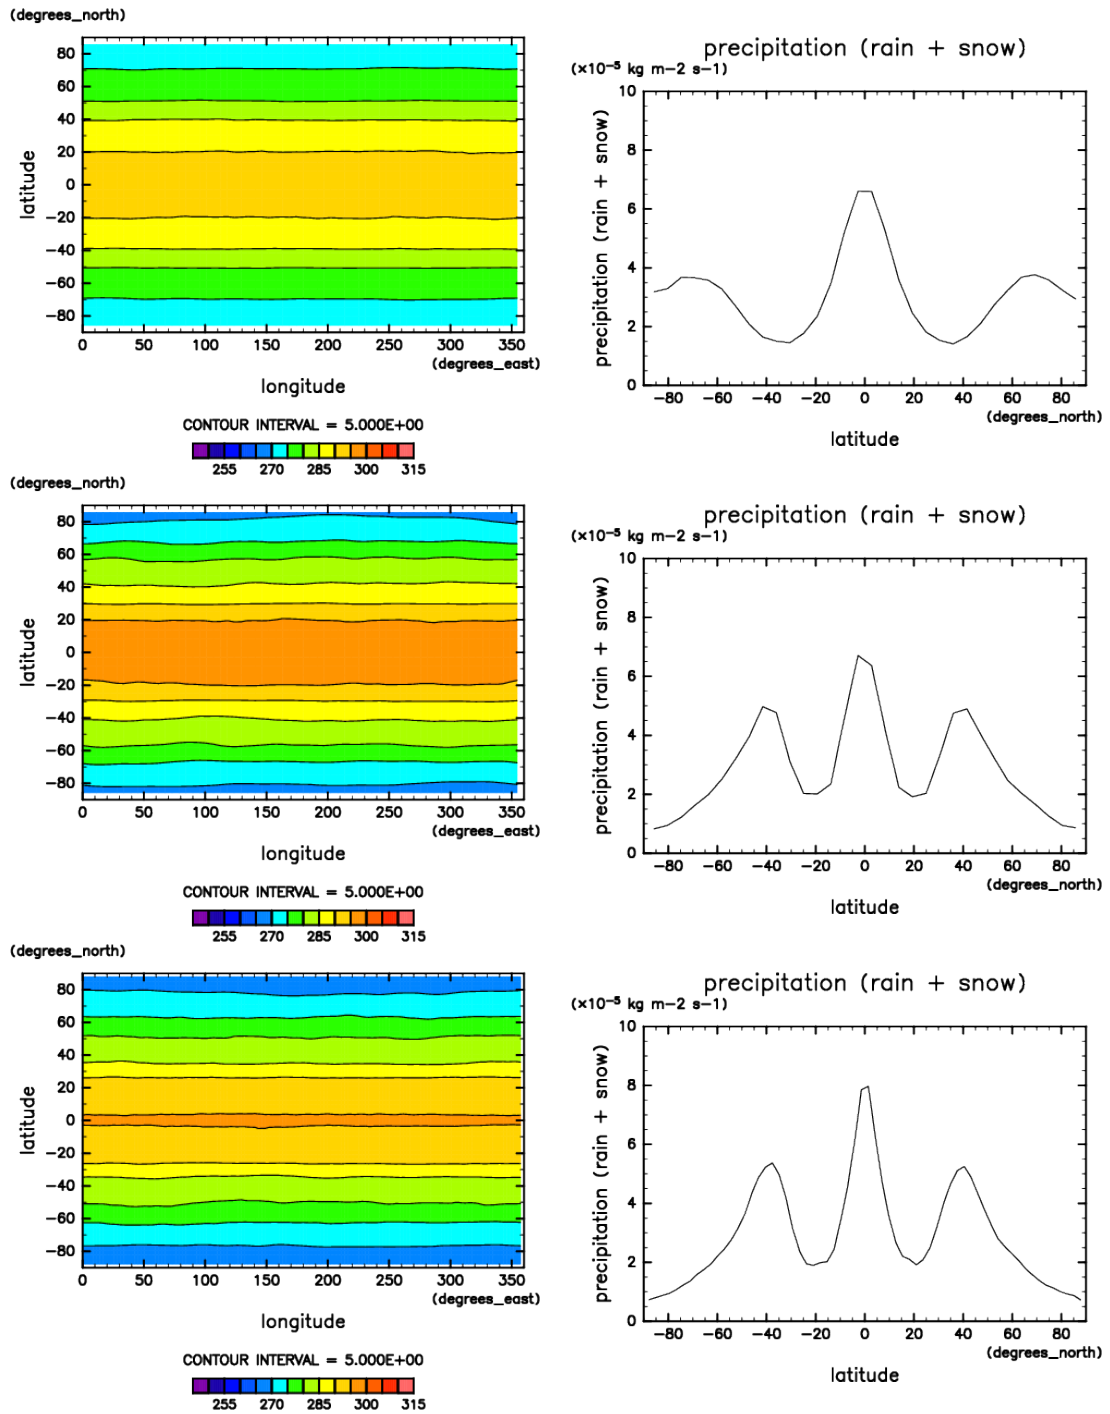 (degrees_north)
80
60
40
20
0
−20
−40
−60
−80
latitude
0 50 100 150 200 250 300 350
(degrees_east)
longitude
CONTOUR INTERVAL = 5.000E+00
255 270 285 300 315
precipitation (rain + snow)
(×10−5 kg m−2 s−1)
10
8
6
4
2
0
precipitation (rain + snow)
−80 −60 −40 −20 0 20 40 60 80
(degrees_north)
latitude
(degrees_north)
80
60
40
20
0
−20
−40
−60
−80
latitude
0 50 100 150 200 250 300 350
(degrees_east)
longitude
CONTOUR INTERVAL = 5.000E+00
255 270 285 300 315
precipitation (rain + snow)
(×10−5 kg m−2 s−1)
10
8
6
4
2
0
precipitation (rain + snow)
−80 −60 −40 −20 0 20 40 60 80
(degrees_north)
latitude
(degrees_north)
80
60
40
20
0
−20
−40
−60
−80
latitude
0 50 100 150 200 250 300 350
(degrees_east)
longitude
CONTOUR INTERVAL = 5.000E+00
255 270 285 300 315
precipitation (rain + snow)
(×10−5 kg m−2 s−1)
10
8
6
4
2
0
precipitation (rain + snow)
−80 −60 −40 −20 0 20 40 60 80
(degrees_north)
latitude